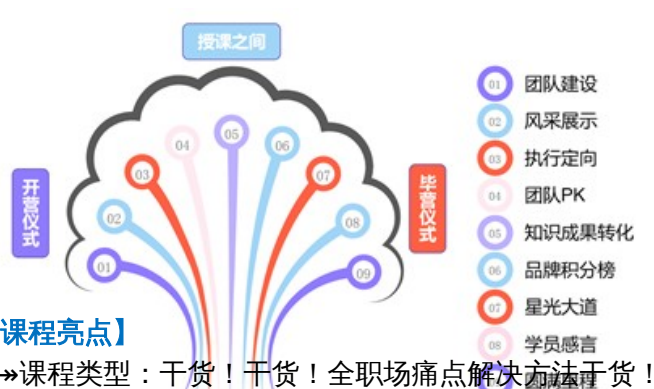 授课之间
开营仪式
毕营仪式
01
02
03
04
05
06
07
08
09
01 团队建设
02 风采展示
03 执行定向
04 团队PK
05 知识成果转化
06 品牌积分榜
07 星光大道
08 学员感言
课程亮点】
↠课程类型：干货！干货！全职场痛点解决方法干货！